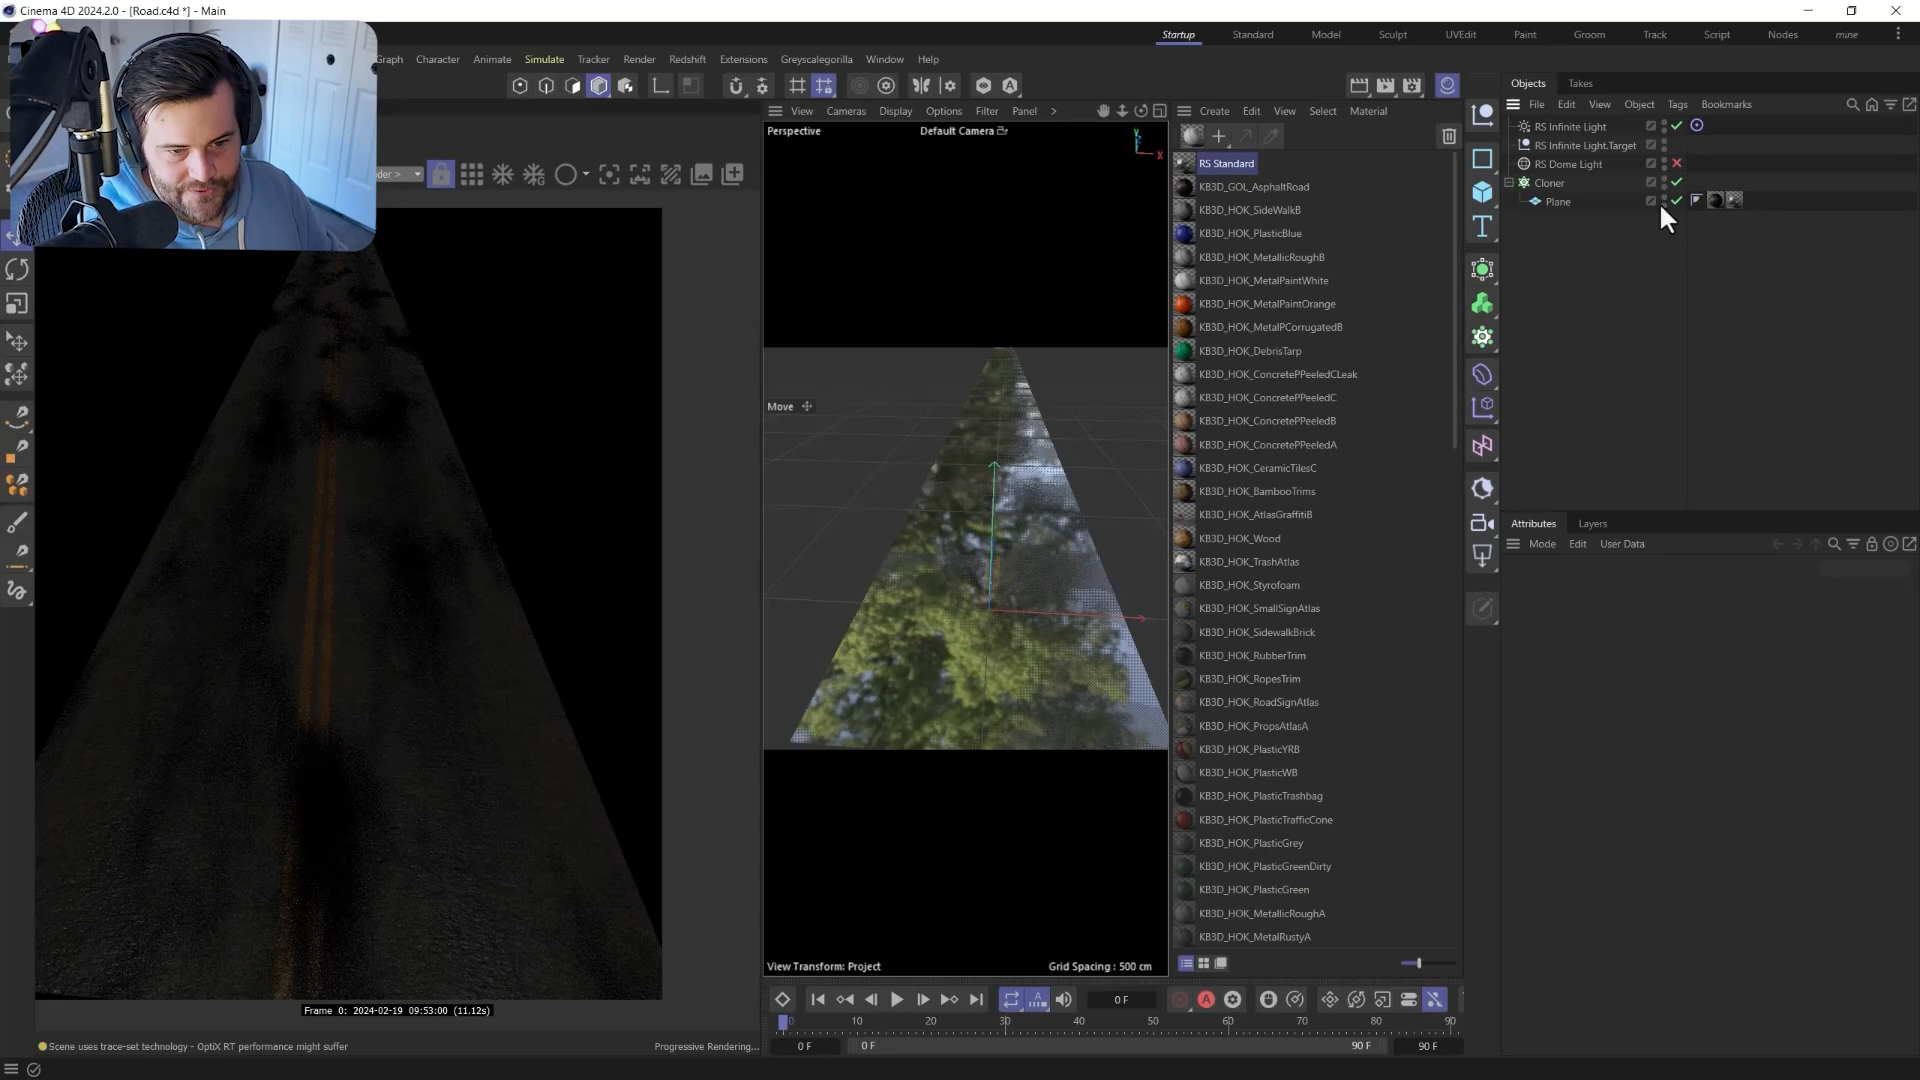 Cinema 4D 2024.2.0 - [Road.c4d *] - Main
Startup Standard Model Sculpt UVEdit Paint Groom Track Script Nodes mine
Graph Character Animate Simulate Tracker Render Redshift Extensions Greyscalegorilla Window Help
Objects Takes
File Edit View Object Tags Bookmarks
View Cameras Display Options Filter Panel >
Create Edit View Select Material
Perspective
Default Camera
Y
X
RS Infinite Light
RS Infinite Light.Target
RS Dome Light
Cloner
Plane
RS Standard
KB3D_GOL_AsphaltRoad
KB3D_HOK_SideWalkB
KB3D_HOK_PlasticBlue
KB3D_HOK_MetallicRoughB
KB3D_HOK_MetalPaintWhite
KB3D_HOK_MetalPaintOrange
KB3D_HOK_MetalPCorrugatedB
KB3D_HOK_DebrisTarp
KB3D_HOK_ConcretePPeeledCLeak
KB3D_HOK_ConcretePPeeledC
KB3D_HOK_ConcretePPeeledB
KB3D_HOK_ConcretePPeeledA
KB3D_HOK_CeramicTilesC
KB3D_HOK_BambooTrims
KB3D_HOK_AtlasGraffitiB
KB3D_HOK_Wood
KB3D_HOK_TrashAtlas
KB3D_HOK_Styrofoam
KB3D_HOK_SmallSignAtlas
KB3D_HOK_SidewalkBrick
KB3D_HOK_RubberTrim
KB3D_HOK_RopesTrim
KB3D_HOK_RoadSignAtlas
KB3D_HOK_PropsAtlasA
KB3D_HOK_PlasticYRB
KB3D_HOK_PlasticWB
KB3D_HOK_PlasticTrashbag
KB3D_HOK_PlasticTrafficCone
KB3D_HOK_PlasticGrey
KB3D_HOK_PlasticGreenDirty
KB3D_HOK_PlasticGreen
KB3D_HOK_MetallicRoughA
KB3D_HOK_MetalRustyA
Move
Attributes Layers
Mode Edit User Data
View Transform: Project
Grid Spacing : 500 cm
0 F
0 10 20 30 40 50 60 70 80 90
0 F 0 F 90 F 90 F
Frame 0: 2024-02-19 09:53:00 (11.12s)
Scene uses trace-set technology - OptiX RT performance might suffer
Progressive Rendering...